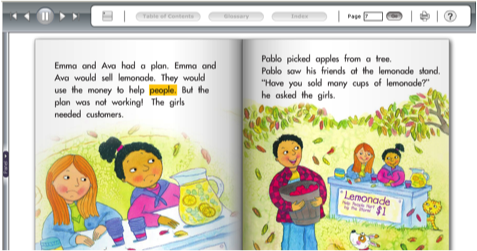 Table of Contents
Glossary
Index
Page 7
?
Emma and Ava had a plan. Emma and
Ava would sell lemonade. They would
use the money to help people. But the
plan was not working! The girls
needed customers.
Pablo picked apples from a tree.
Pablo saw his friends at the lemonade stand.
"Have you sold many cups of lemonade?"
he asked the girls.
Lemonade
$1